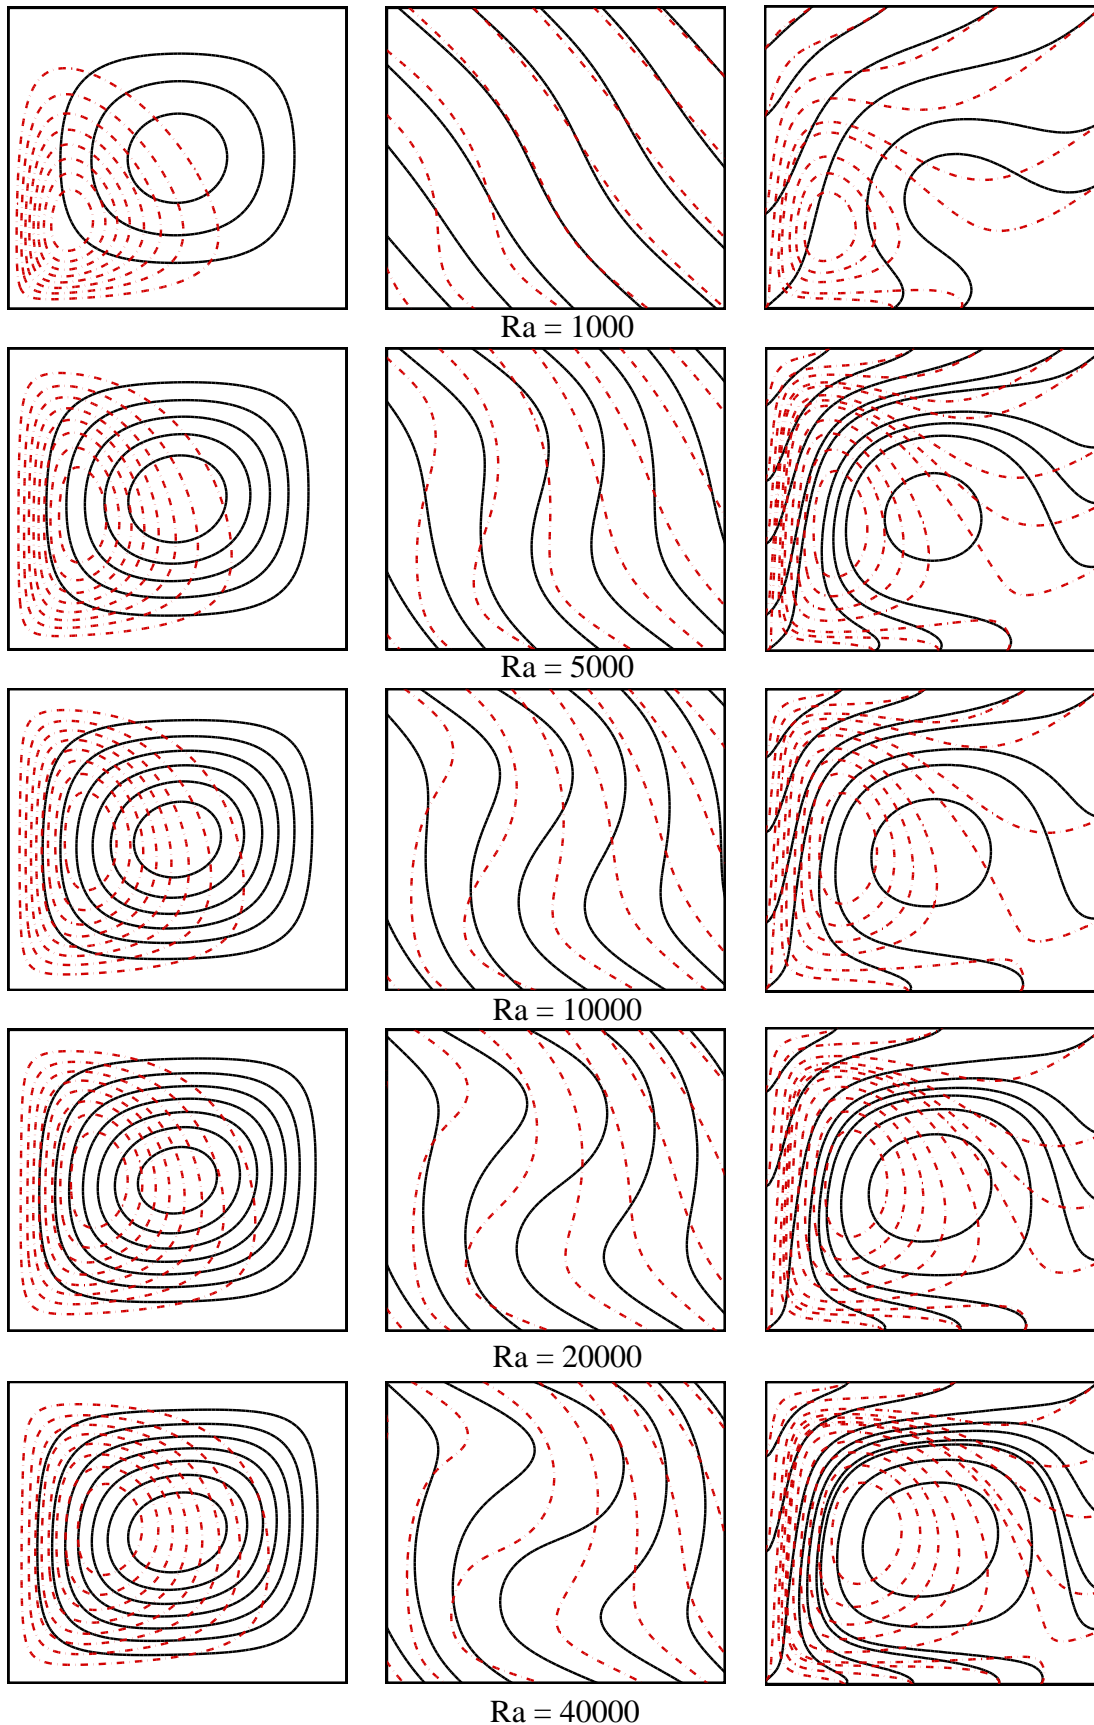 Ra = 1000
Ra = 5000
Ra = 10000
Ra = 20000
Ra = 40000